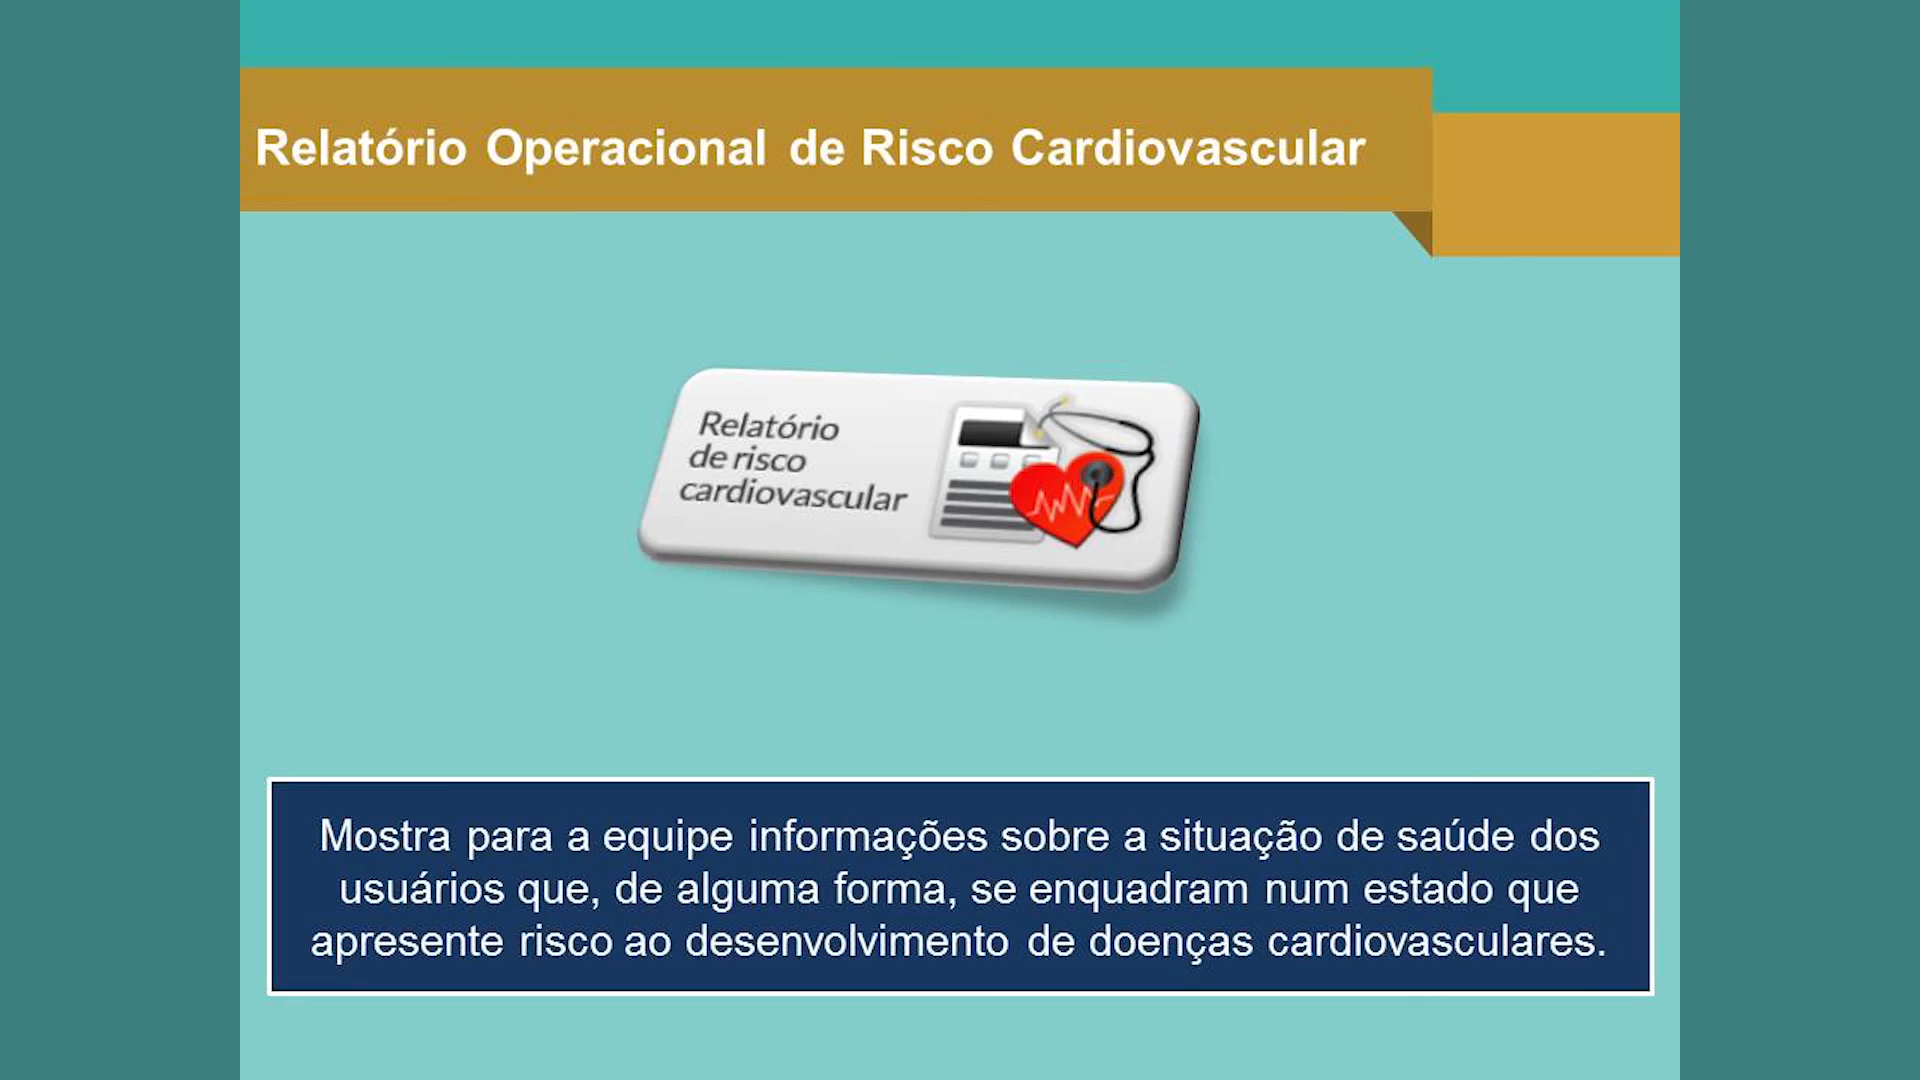 Relatório Operacional de Risco Cardiovascular
Relatório
de risco
cardiovascular
Mostra para a equipe informações sobre a situação de saúde dos
usuários que, de alguma forma, se enquadram num estado que
apresente risco ao desenvolvimento de doenças cardiovasculares.